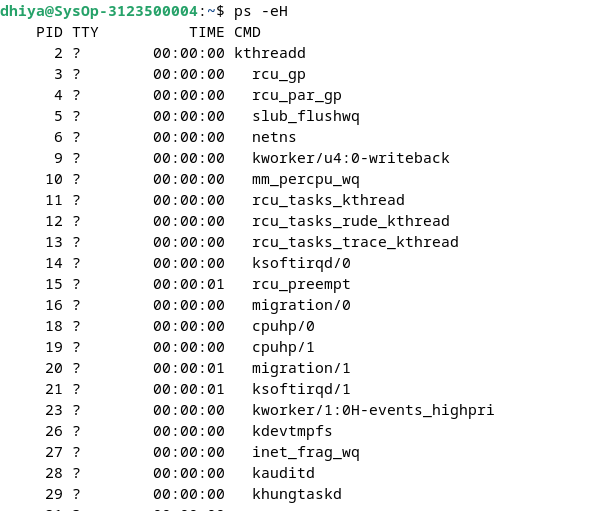 dhiya@SysOp-3123500004:~$ ps -eH
    PID TTY          TIME CMD
      2 ?        00:00:00 kthreadd
      3 ?        00:00:00   rcu_gp
      4 ?        00:00:00   rcu_par_gp
      5 ?        00:00:00   slub_flushwq
      6 ?        00:00:00   netns
      9 ?        00:00:00   kworker/u4:0-writeback
     10 ?        00:00:00   mm_percpu_wq
     11 ?        00:00:00   rcu_tasks_kthread
     12 ?        00:00:00   rcu_tasks_rude_kthread
     13 ?        00:00:00   rcu_tasks_trace_kthread
     14 ?        00:00:00   ksoftirqd/0
     15 ?        00:00:01   rcu_preempt
     16 ?        00:00:00   migration/0
     18 ?        00:00:00   cpuhp/0
     19 ?        00:00:00   cpuhp/1
     20 ?        00:00:01   migration/1
     21 ?        00:00:01   ksoftirqd/1
     23 ?        00:00:00   kworker/1:0H-events_highpri
     26 ?        00:00:00   kdevtmpfs
     27 ?        00:00:00   inet_frag_wq
     28 ?        00:00:00   kauditd
     29 ?        00:00:00   khungtaskd